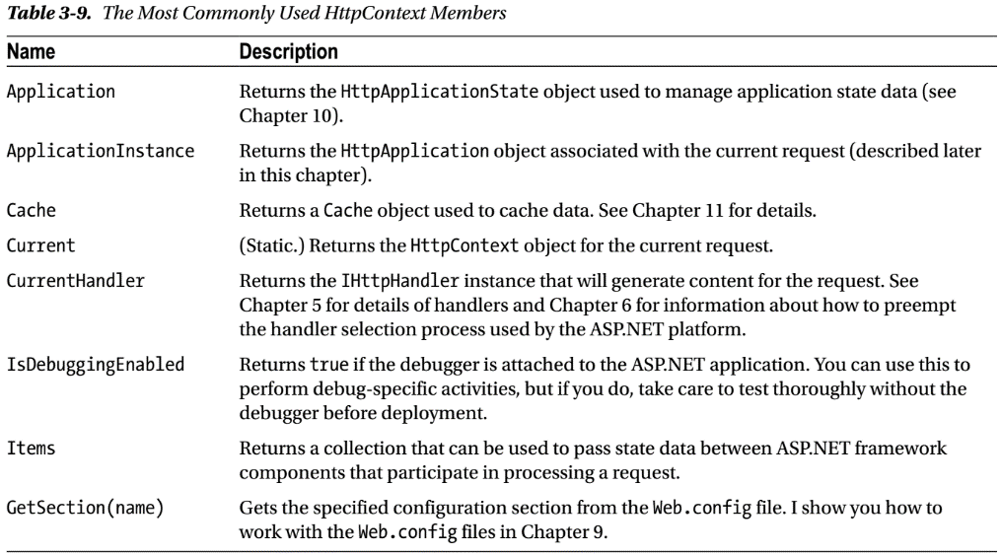 Table 3-9. The Most Commonly Used HttpContext Members
Name Description
Application Returns the HttpApplicationState object used to manage application state data (see
Chapter 10).
ApplicationInstance Returns the HttpApplication object associated with the current request (described later
in this chapter).
Cache Returns a Cache object used to cache data. See Chapter 11 for details.
Current (Static.) Returns the HttpContext object for the current request.
CurrentHandler Returns the IHttpHandler instance that will generate content for the request. See
Chapter 5 for details of handlers and Chapter 6 for information about how to preempt
the handler selection process used by the ASP.NET platform.
IsDebuggingEnabled Returns true if the debugger is attached to the ASP.NET application. You can use this to
perform debug-specific activities, but if you do, take care to test thoroughly without the
debugger before deployment.
Items Returns a collection that can be used to pass state data between ASP.NET framework
components that participate in processing a request.
GetSection(name) Gets the specified configuration section from the Web.config file. I show you how to
work with the Web.config files in Chapter 9.